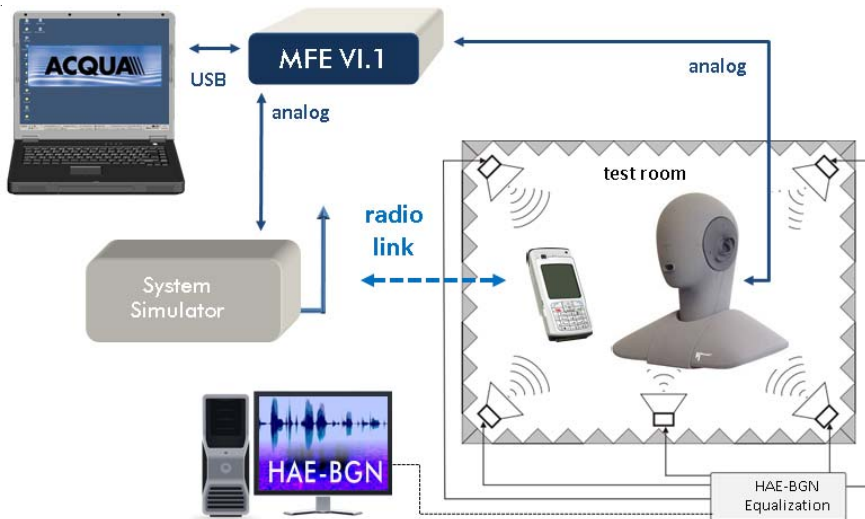 ACQUA
USB
MFE VI.1
analog
analog
test room
radio
link
System
Simulator
HAE-BGN
HAE-BGN
Equalization